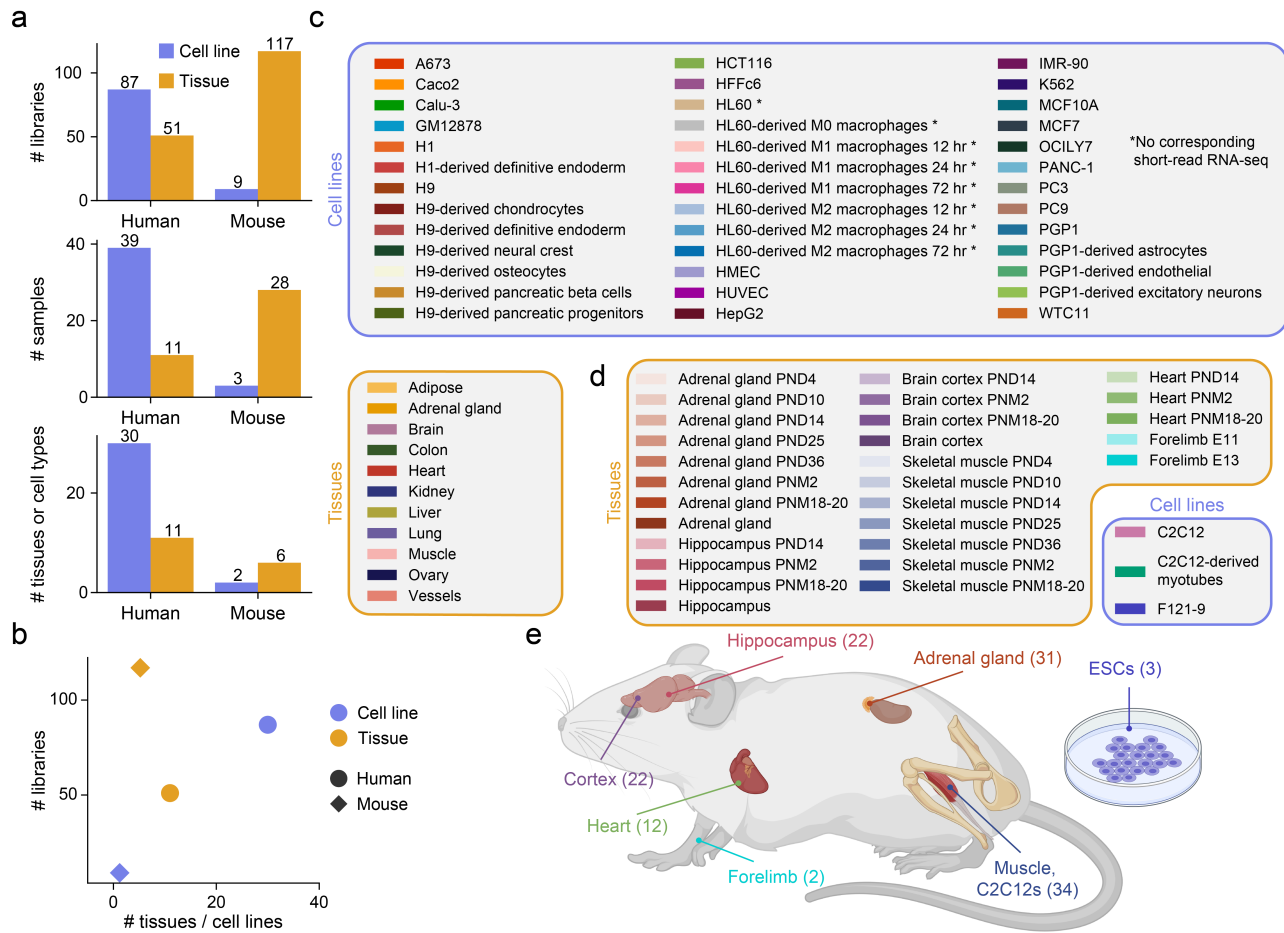 a
# libraries
100
50
0
87
51
9
117
Cell line
Tissue
Human
Mouse
# samples
40
20
0
39
11
3
28
Human
Mouse
# tissues or cell types
20
0
30
11
2
6
Human
Mouse
b
# libraries
100
50
0
20
40
# tissues / cell lines
Cell line
Tissue
Human
Mouse
c
Cell lines
A673
Caco2
Calu-3
GM12878
H1
H1-derived definitive endoderm
H9
H9-derived chondrocytes
H9-derived definitive endoderm
H9-derived neural crest
H9-derived osteocytes
H9-derived pancreatic beta cells
H9-derived pancreatic progenitors
HCT116
HFFc6
HL60 *
HL60-derived M0 macrophages *
HL60-derived M1 macrophages 12 hr *
HL60-derived M1 macrophages 24 hr *
HL60-derived M1 macrophages 72 hr *
HL60-derived M2 macrophages 12 hr *
HL60-derived M2 macrophages 24 hr *
HL60-derived M2 macrophages 72 hr *
HMEC
HUVEC
HepG2
IMR-90
K562
MCF10A
MCF7
OCILY7
PANC-1
PC3
PC9
PGP1
PGP1-derived astrocytes
PGP1-derived endothelial
PGP1-derived excitatory neurons
WTC11
*No corresponding
short-read RNA-seq
Tissues
Adipose
Adrenal gland
Brain
Colon
Heart
Kidney
Liver
Lung
Muscle
Ovary
Vessels
d
Tissues
Adrenal gland PND4
Adrenal gland PND10
Adrenal gland PND14
Adrenal gland PND25
Adrenal gland PND36
Adrenal gland PNM2
Adrenal gland PNM18-20
Adrenal gland
Hippocampus PND14
Hippocampus PNM2
Hippocampus PNM18-20
Hippocampus
Brain cortex PND14
Brain cortex PNM2
Brain cortex PNM18-20
Brain cortex
Skeletal muscle PND4
Skeletal muscle PND10
Skeletal muscle PND14
Skeletal muscle PND25
Skeletal muscle PND36
Skeletal muscle PNM2
Skeletal muscle PNM18-20
Heart PND14
Heart PNM2
Heart PNM18-20
Forelimb E11
Forelimb E13
Cell lines
C2C12
C2C12-derived
myotubes
F121-9
e
Hippocampus (22)
Adrenal gland (31)
ESCs (3)
Cortex (22)
Heart (12)
Forelimb (2)
Muscle,
C2C12s (34)